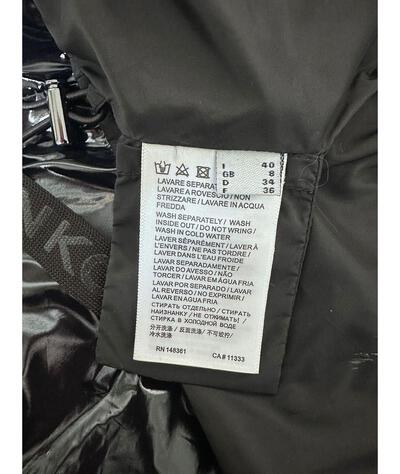 I 40
GB 8
D 34
F 36
LAVARE SEPARAT
LAVARE A ROVESCIO/NON
STRIZZARE/LAVARE IN ACQUA
FREDDA
WASH SEPARATELY/WASH
INSIDE OUT/DO NOT WRING/
WASH IN COLD WATER
LAVER SÉPARÉMENT/LAVER À
L'ENVERS/NE PAS TORDRE/
LAVER DANS L'EAU FROIDE
LAVAR SEPARADAMENTE/
LAVAR DO AVESSO/NÃO
TORCER/LAVAR EM ÁGUA FRIA
LAVAR POR SEPARADO/LAVAR
AL REVERSO/NO EXPRIMIR/
LAVAR EN AGUA FRIA
СТИРАТЬ ОТДЕЛЬНО/СТИРАТЬ
НАИЗНАНКУ/НЕ ОТЖИМАТЬ/
СТИРКА В ХОЛОДНОЙ ВОДЕ
分开洗涤/反面洗涤/不可绞拧/
冷水洗涤
RN 148361 CA# 11333
NK